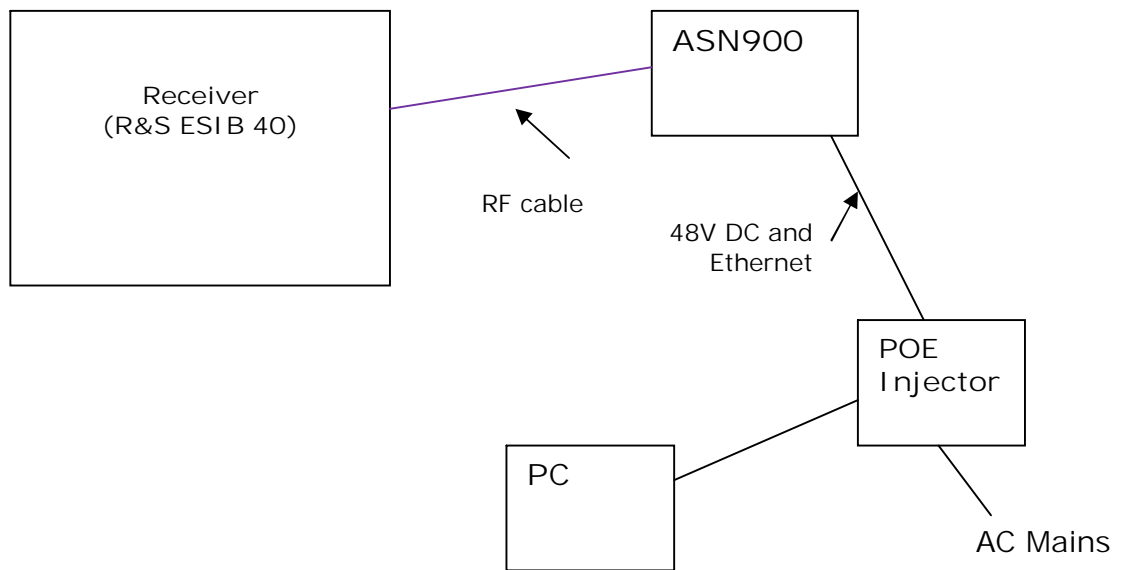 ASN900
Receiver
(R&S ESIB 40)
RF cable
48V DC and
Ethernet
POE
Injector
PC
AC Mains